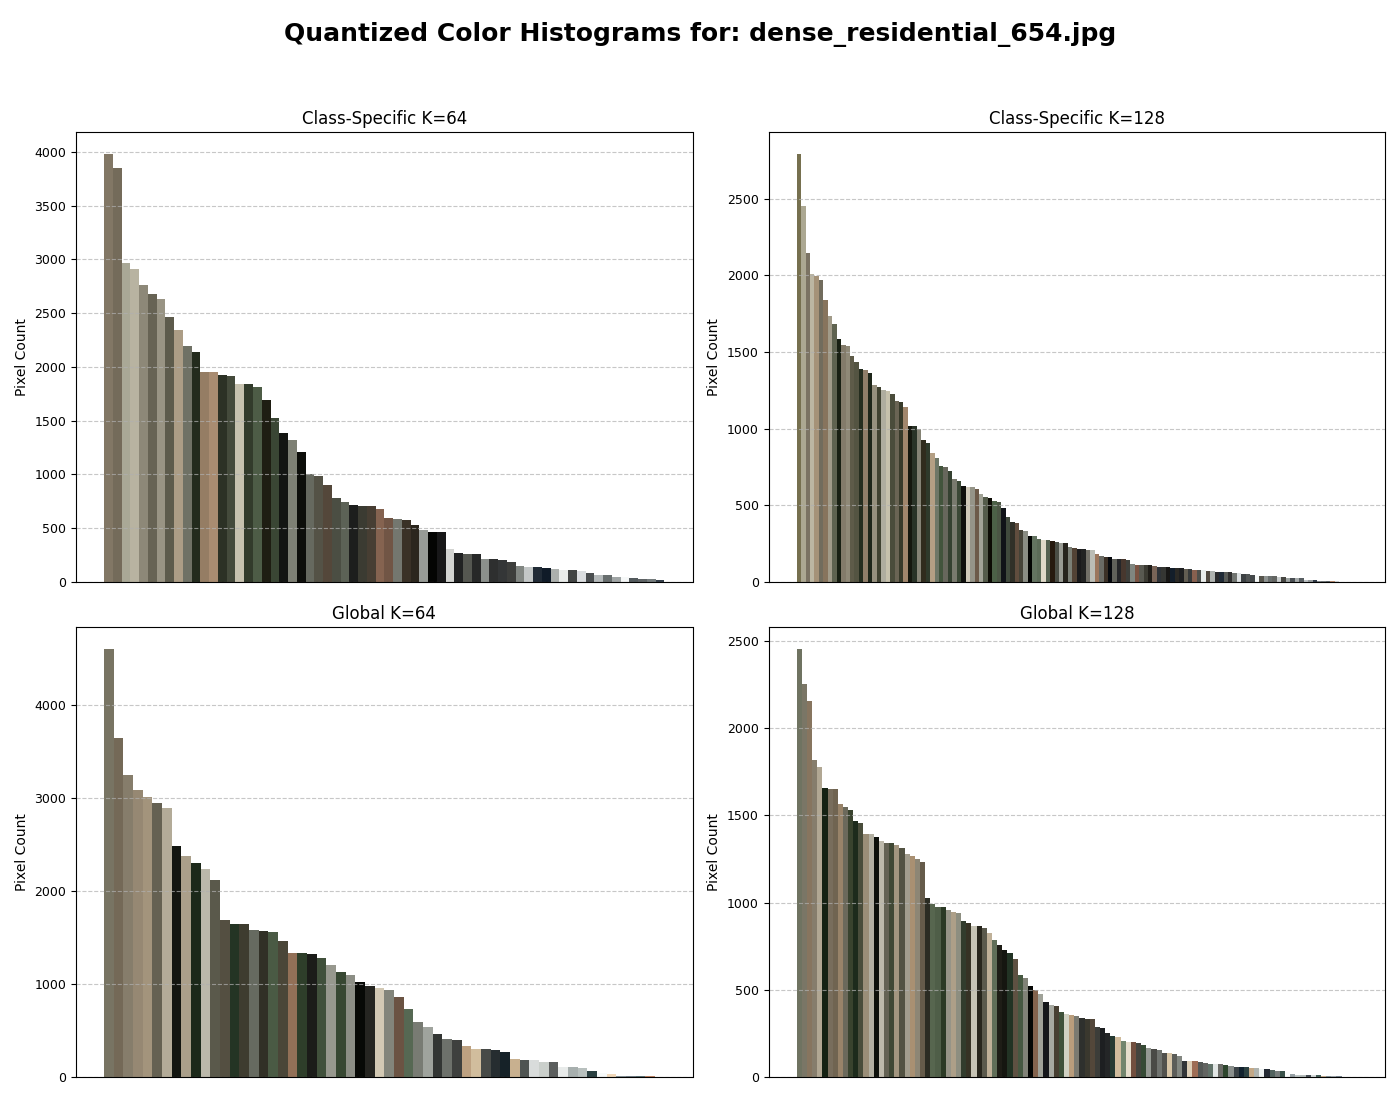 Quantized Color Histograms for: dense_residential_654.jpg
Class-Specific K=64
Pixel Count
4000
3500
3000
2500
2000
1500
1000
500
0
Class-Specific K=128
Pixel Count
2500
2000
1500
1000
500
0
Global K=64
Pixel Count
4000
3000
2000
1000
0
Global K=128
Pixel Count
2500
2000
1500
1000
500
0